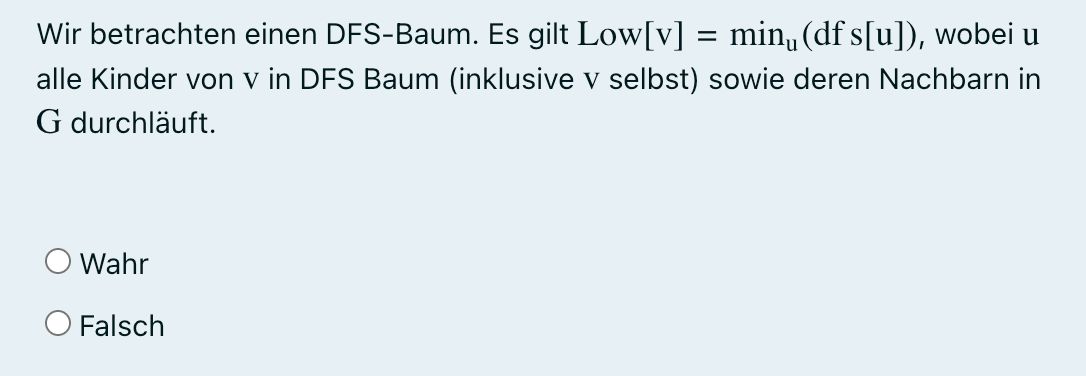 Wir betrachten einen DFS-Baum. Es gilt Low[v] = minᵤ(dfs[u]), wobei u
alle Kinder von v in DFS Baum (inklusive v selbst) sowie deren Nachbarn in
G durchläuft.
Wahr
Falsch